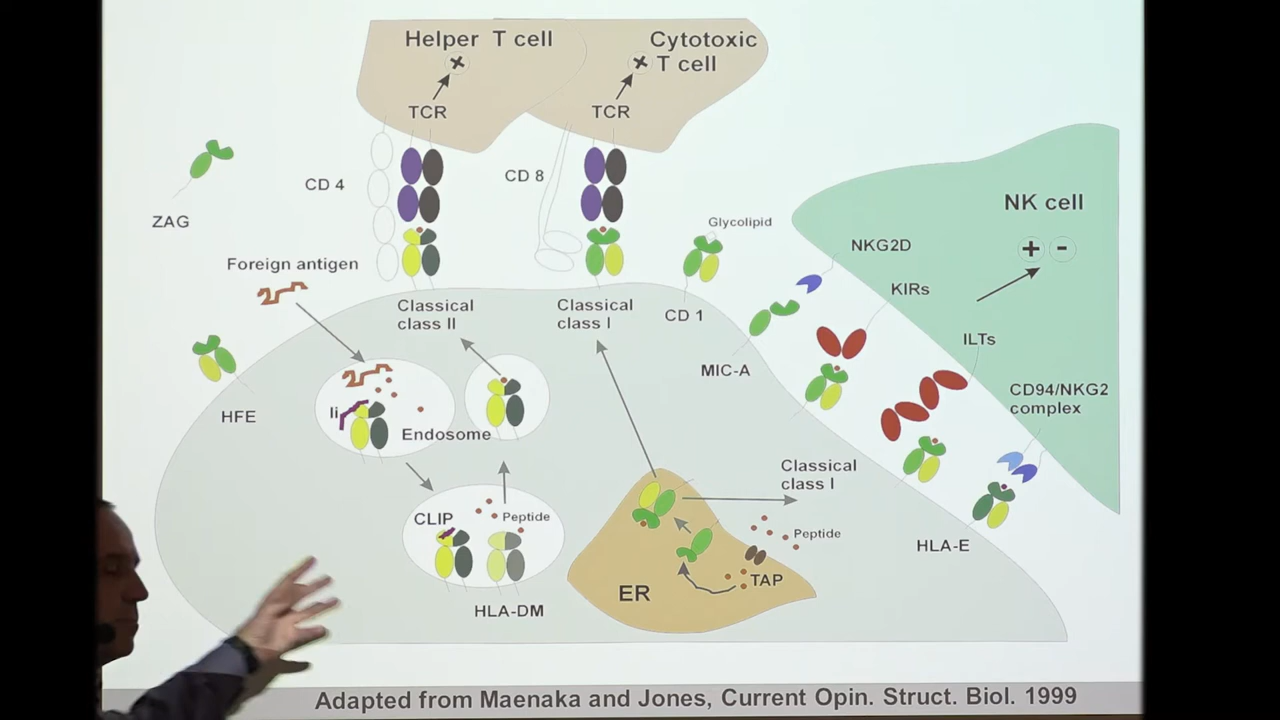 Helper T cell
Cytotoxic
T cell
TCR
TCR
CD 4
CD 8
ZAG
Glycolipid
NK cell
+ -
NKG2D
Foreign antigen
KIRs
Classical
class II
Classical
class I
CD 1
ILTs
MIC-A
CD94/NKG2
complex
HFE
Ii
Endosome
Classical
class I
CLIP
Peptide
Peptide
HLA-E
TAP
ER
HLA-DM
Adapted from Maenaka and Jones, Current Opin. Struct. Biol. 1999